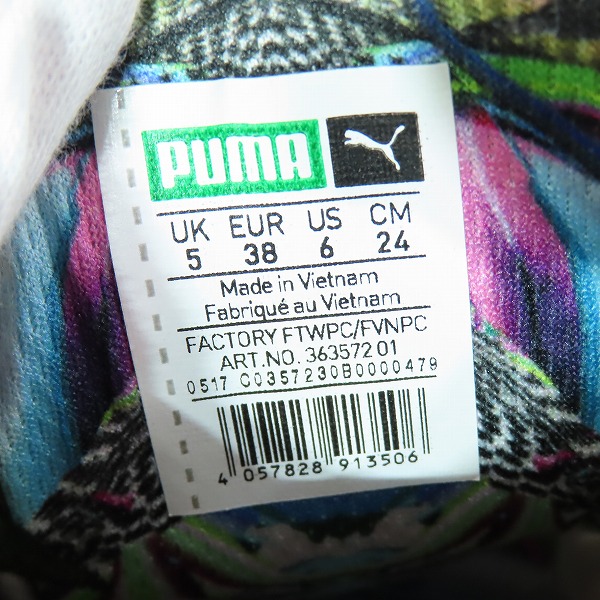 PUMA
UK EUR US CM
5 38 6 24
Made in Vietnam
Fabriqué au Vietnam
FACTORY FTWPC/FVNPC
ART.NO. 363572 01
0517 C0357230B0000479
4 057828 913506